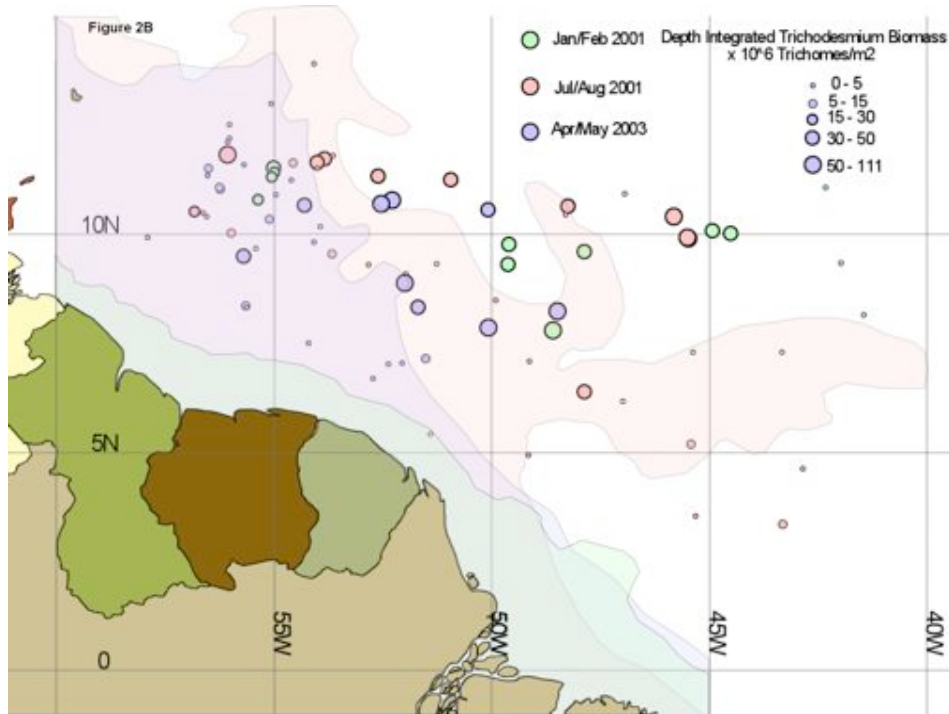 Figure 2B
Jan/Feb 2001
Jul/Aug 2001
Apr/May 2003
Depth Integrated Trichodesmium Biomass
x 10^6 Trichomes/m2
0 - 5
5 - 15
15 - 30
30 - 50
50 - 111
10N
5N
0
55W
50W
45W
40W